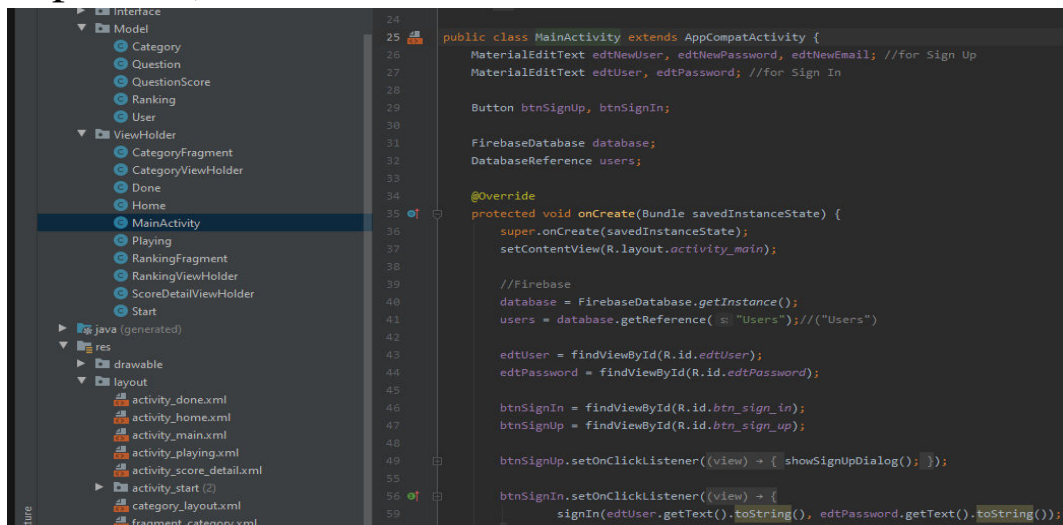 Interface
Model
Category
Question
QuestionScore
Ranking
User
ViewHolder
CategoryFragment
CategoryViewHolder
Done
Home
MainActivity
Playing
RankingFragment
RankingViewHolder
ScoreDetailViewHolder
Start
java (generated)
res
drawable
layout
activity_done.xml
activity_home.xml
activity_main.xml
activity_playing.xml
activity_score_detail.xml
activity_start (2)
category_layout.xml
fragment_category.xml
24
25 public class MainActivity extends AppCompatActivity {
26 MaterialEditText edtNewUser, edtNewPassword, edtNewEmail; //for Sign Up
27 MaterialEditText edtUser, edtPassword; //for Sign In
28
29 Button btnSignUp, btnSignIn;
30
31 FirebaseDatabase database;
32 DatabaseReference users;
33
34 @Override
35 protected void onCreate(Bundle savedInstanceState) {
36 super.onCreate(savedInstanceState);
37 setContentView(R.layout.activity_main);
38
39 //Firebase
40 database = FirebaseDatabase.getInstance();
41 users = database.getReference( s: "Users");//("Users")
42
43 edtUser = findViewById(R.id.edtUser);
44 edtPassword = findViewById(R.id.edtPassword);
45
46 btnSignIn = findViewById(R.id.btn_sign_in);
47 btnSignUp = findViewById(R.id.btn_sign_up);
48
49 btnSignUp.setOnClickListener((view) → { showSignUpDialog(); });
55
56 btnSignIn.setOnClickListener((view) → {
59 signIn(edtUser.getText().toString(), edtPassword.getText().toString());